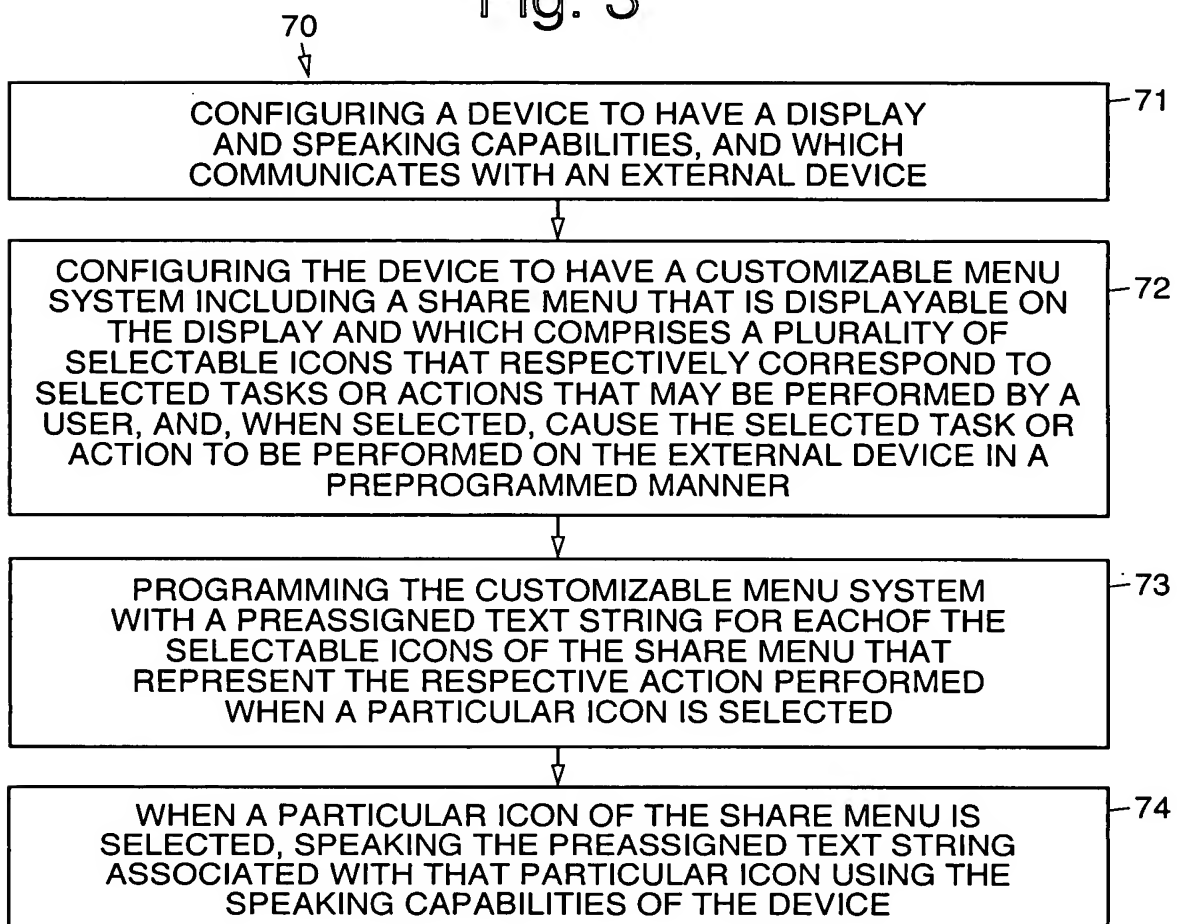 Fig. 3
70
CONFIGURING A DEVICE TO HAVE A DISPLAY
AND SPEAKING CAPABILITIES, AND WHICH
COMMUNICATES WITH AN EXTERNAL DEVICE
71
CONFIGURING THE DEVICE TO HAVE A CUSTOMIZABLE MENU
SYSTEM INCLUDING A SHARE MENU THAT IS DISPLAYABLE ON
THE DISPLAY AND WHICH COMPRISES A PLURALITY OF
SELECTABLE ICONS THAT RESPECTIVELY CORRESPOND TO
SELECTED TASKS OR ACTIONS THAT MAY BE PERFORMED BY A
USER, AND, WHEN SELECTED, CAUSE THE SELECTED TASK OR
ACTION TO BE PERFORMED ON THE EXTERNAL DEVICE IN A
PREPROGRAMMED MANNER
72
PROGRAMMING THE CUSTOMIZABLE MENU SYSTEM
WITH A PREASSIGNED TEXT STRING FOR EACHOF THE
SELECTABLE ICONS OF THE SHARE MENU THAT
REPRESENT THE RESPECTIVE ACTION PERFORMED
WHEN A PARTICULAR ICON IS SELECTED
73
WHEN A PARTICULAR ICON OF THE SHARE MENU IS
SELECTED, SPEAKING THE PREASSIGNED TEXT STRING
ASSOCIATED WITH THAT PARTICULAR ICON USING THE
SPEAKING CAPABILITIES OF THE DEVICE
74